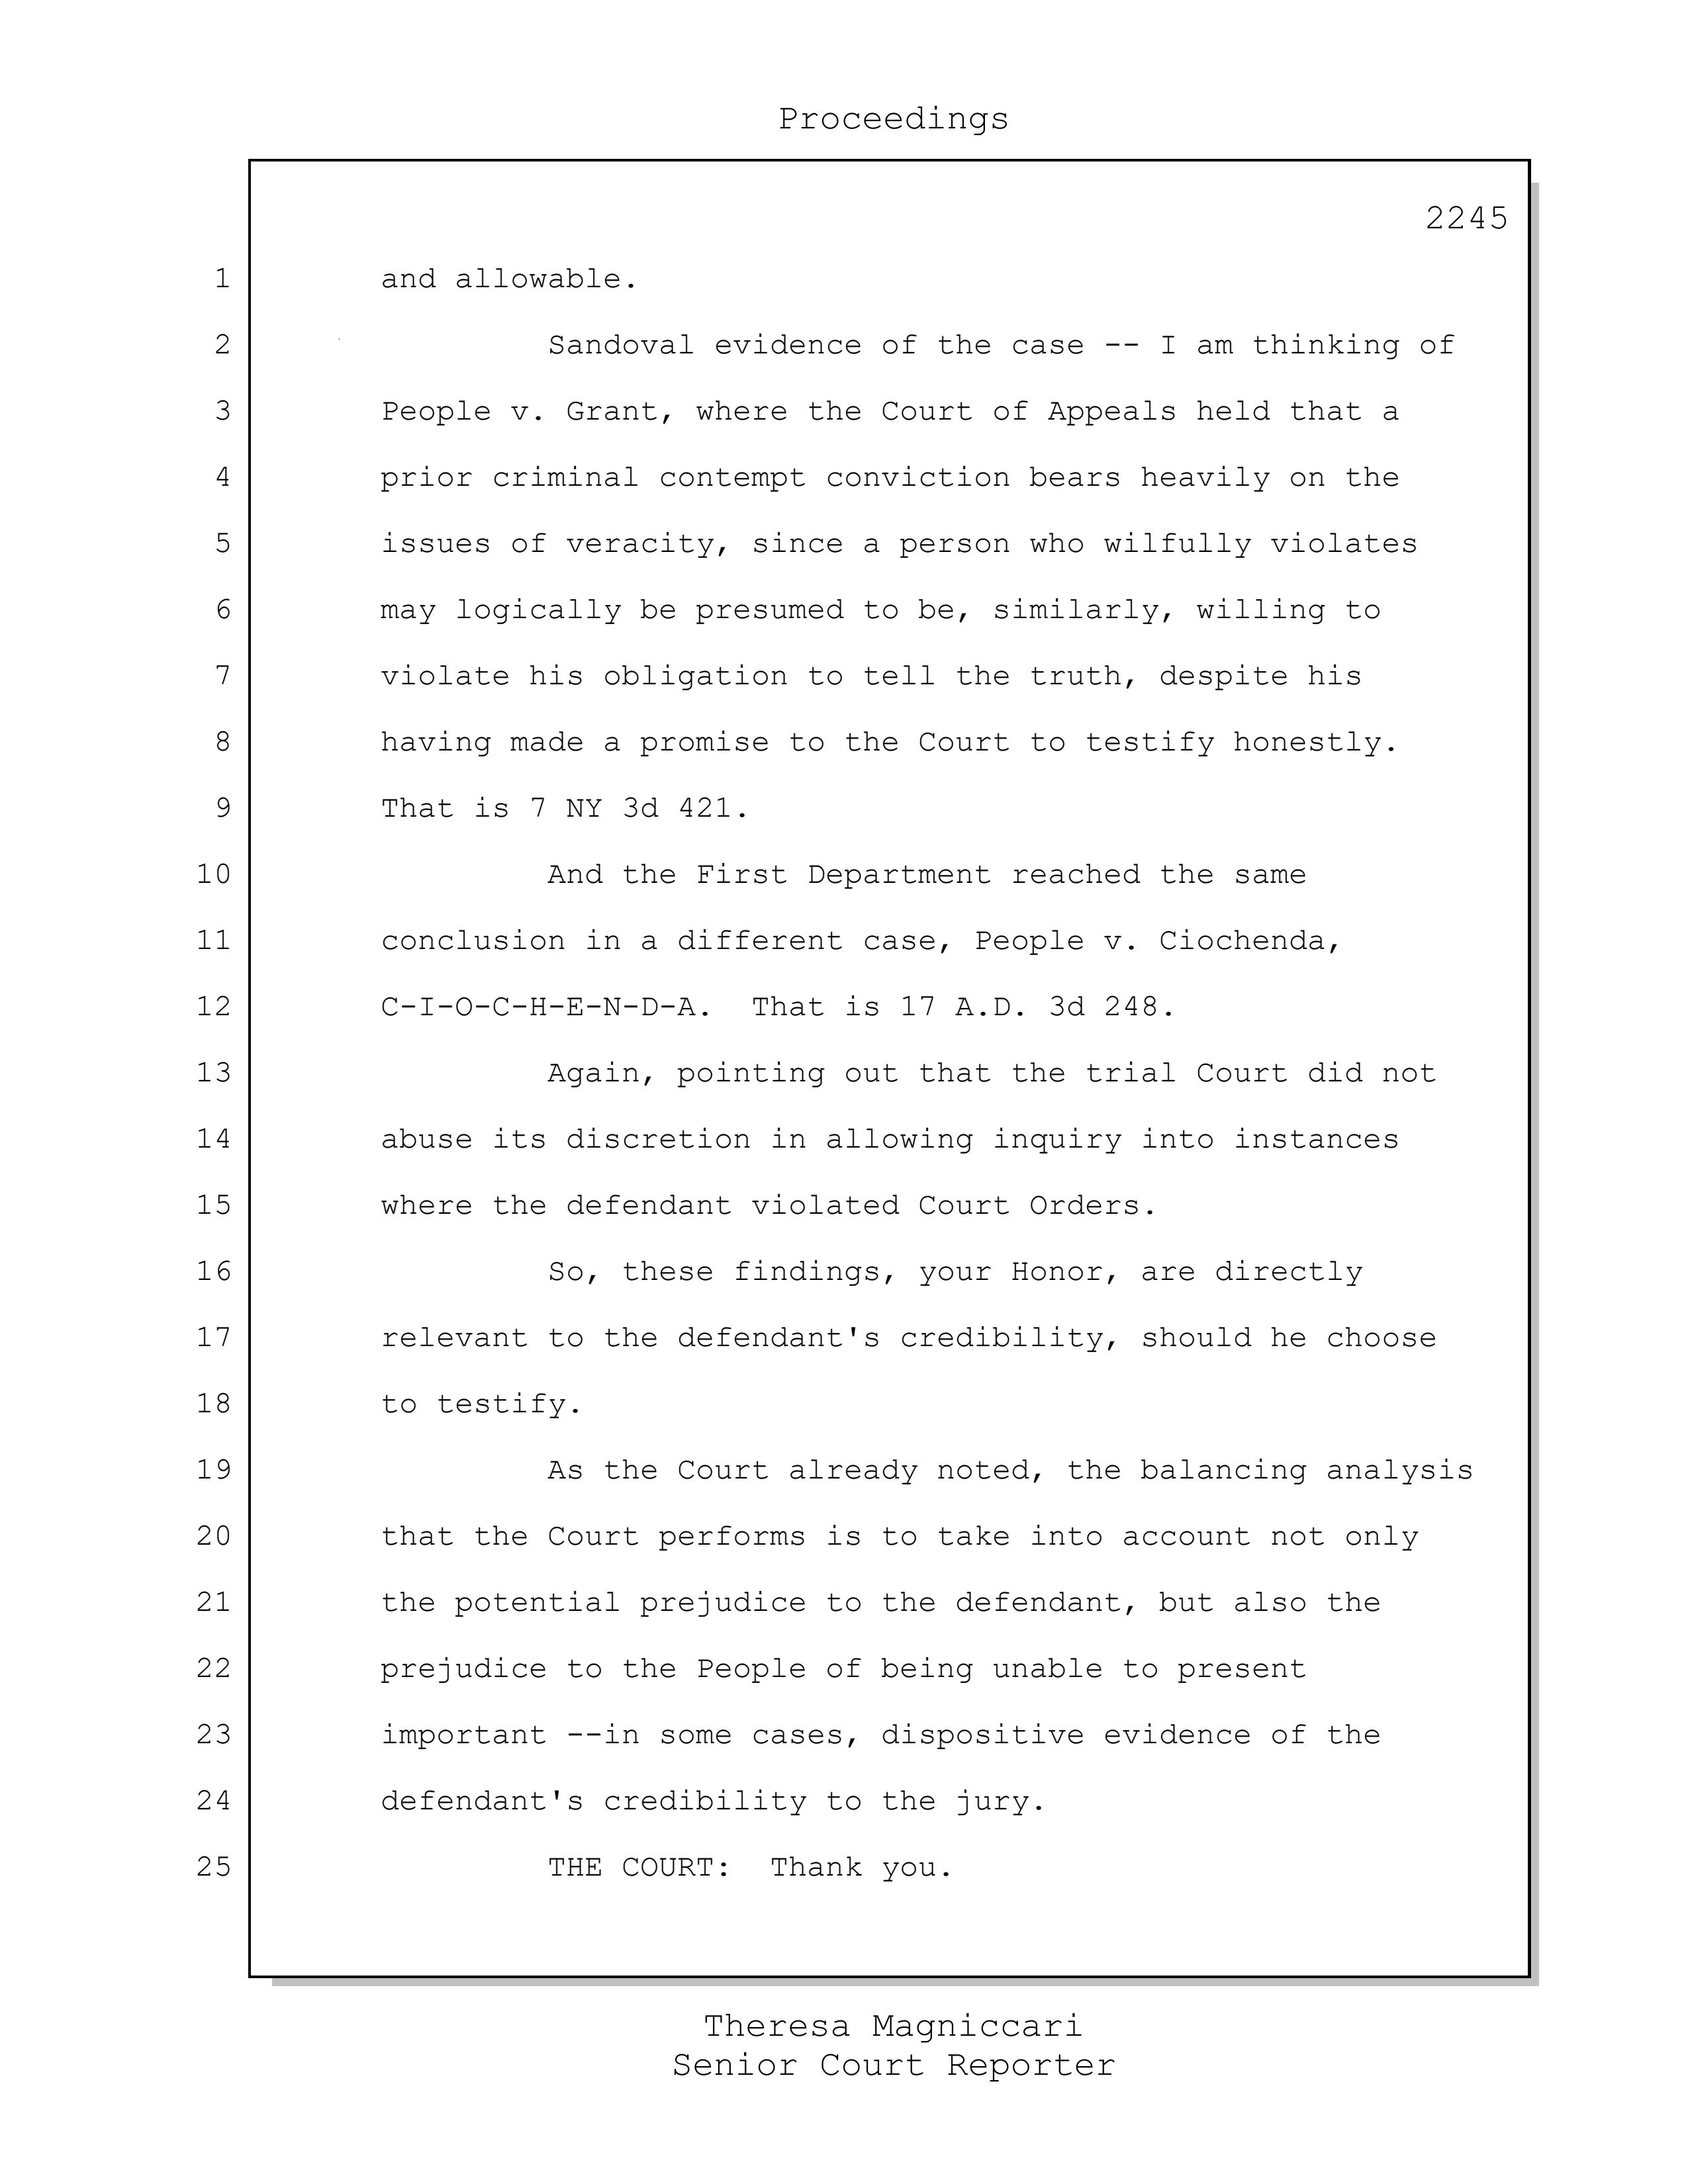 Proceedings
2245
1 and allowable.
2 Sandoval evidence of the case -- I am thinking of
3 People v. Grant, where the Court of Appeals held that a
4 prior criminal contempt conviction bears heavily on the
5 issues of veracity, since a person who wilfully violates
6 may logically be presumed to be, similarly, willing to
7 violate his obligation to tell the truth, despite his
8 having made a promise to the Court to testify honestly.
9 That is 7 NY 3d 421.
10 And the First Department reached the same
11 conclusion in a different case, People v. Ciochenda,
12 C-I-O-C-H-E-N-D-A.  That is 17 A.D. 3d 248.
13 Again, pointing out that the trial Court did not
14 abuse its discretion in allowing inquiry into instances
15 where the defendant violated Court Orders.
16 So, these findings, your Honor, are directly
17 relevant to the defendant's credibility, should he choose
18 to testify.
19 As the Court already noted, the balancing analysis
20 that the Court performs is to take into account not only
21 the potential prejudice to the defendant, but also the
22 prejudice to the People of being unable to present
23 important --in some cases, dispositive evidence of the
24 defendant's credibility to the jury.
25 THE COURT:  Thank you.
Theresa Magniccari
Senior Court Reporter